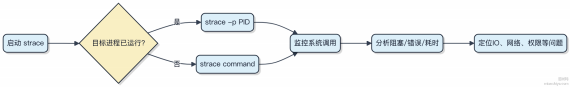 启动 strace
目标进程已运行?
是
否
strace -p PID
strace command
监控系统调用
分析阻塞/错误/耗时
定位IO、网络、权限等问题